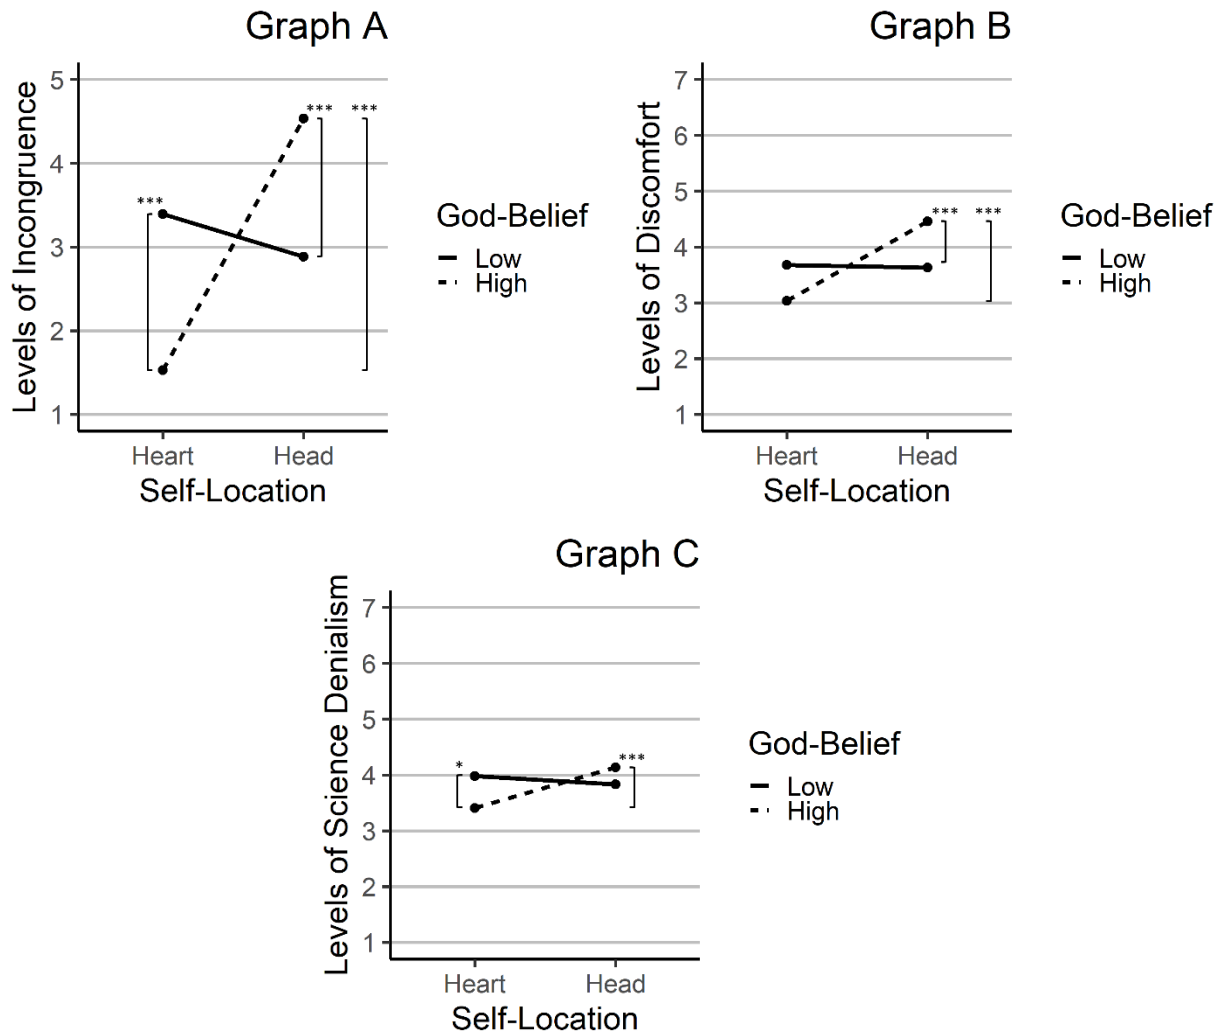 Graph A
Levels of Incongruence
5
4
3
2
1
***
***
***
Heart
Head
Self-Location
God-Belief
Low
High
Graph B
Levels of Discomfort
7
6
5
4
3
2
1
***
***
Heart
Head
Self-Location
God-Belief
Low
High
Graph C
Levels of Science Denialism
7
6
5
4
3
2
1
*
***
Heart
Head
Self-Location
God-Belief
Low
High